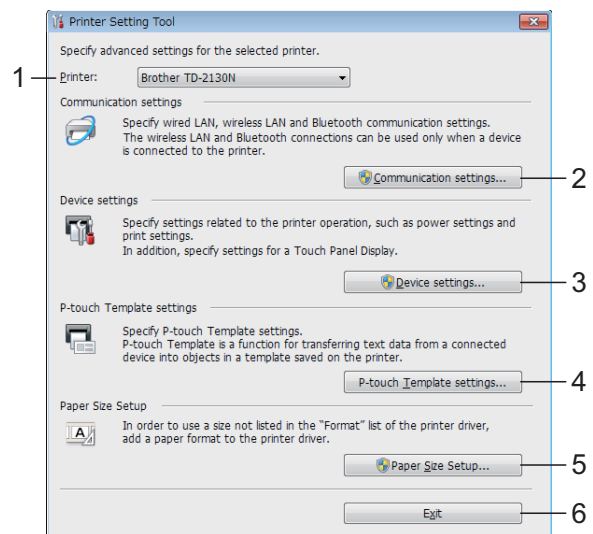 Printer Setting Tool
Specify advanced settings for the selected printer.
1 Printer: Brother TD-2130N
Communication settings
Specify wired LAN, wireless LAN and Bluetooth communication settings.
The wireless LAN and Bluetooth connections can be used only when a device
is connected to the printer.
Communication settings... 2
Device settings
Specify settings related to the printer operation, such as power settings and
print settings.
In addition, specify settings for a Touch Panel Display.
Device settings... 3
P-touch Template settings
Specify P-touch Template settings.
P-touch Template is a function for transferring text data from a connected
device into objects in a template saved on the printer.
P-touch Template settings... 4
Paper Size Setup
A
In order to use a size not listed in the "Format" list of the printer driver,
add a paper format to the printer driver.
Paper Size Setup... 5
Exit 6